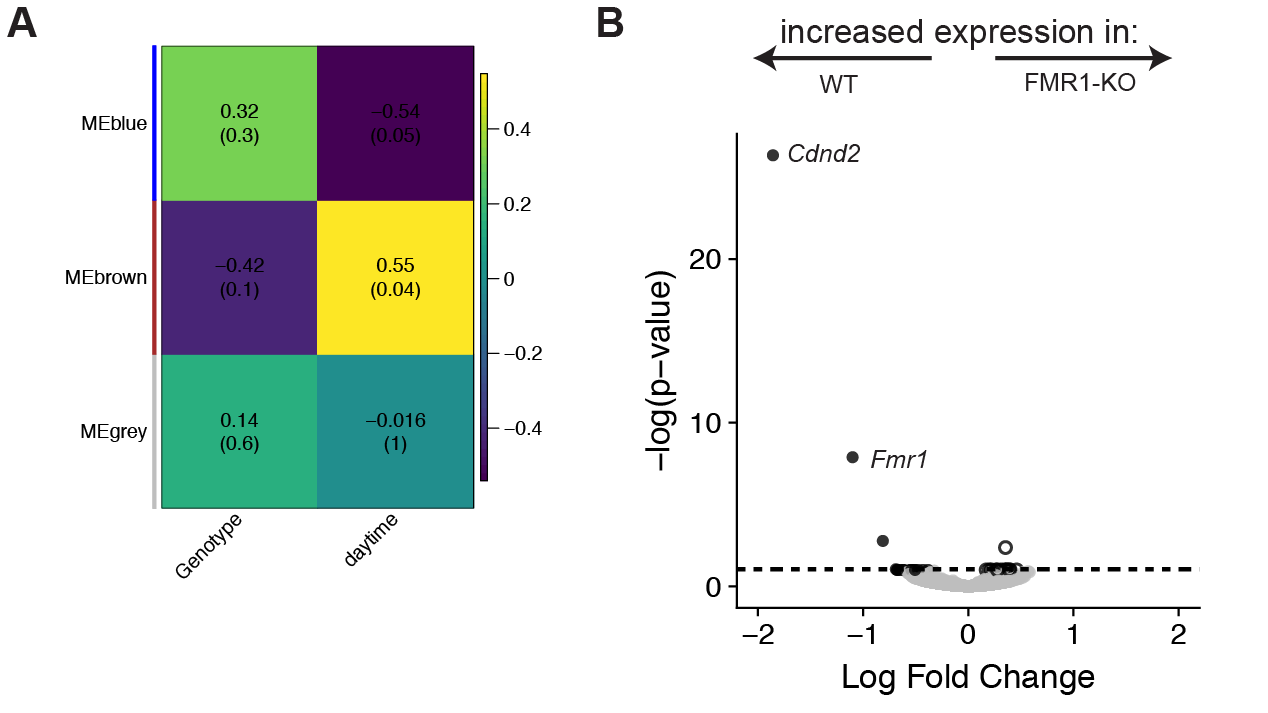 A
MEblue
MEbrown
MEgrey
0.32
(0.3)
−0.54
(0.05)
−0.42
(0.1)
0.55
(0.04)
0.14
(0.6)
−0.016
(1)
Genotype
daytime
0.4
0.2
0
−0.2
−0.4
B
increased expression in:
WT
FMR1-KO
Cdnd2
Fmr1
−log(p−value)
20
10
0
−2
−1
0
1
2
Log Fold Change